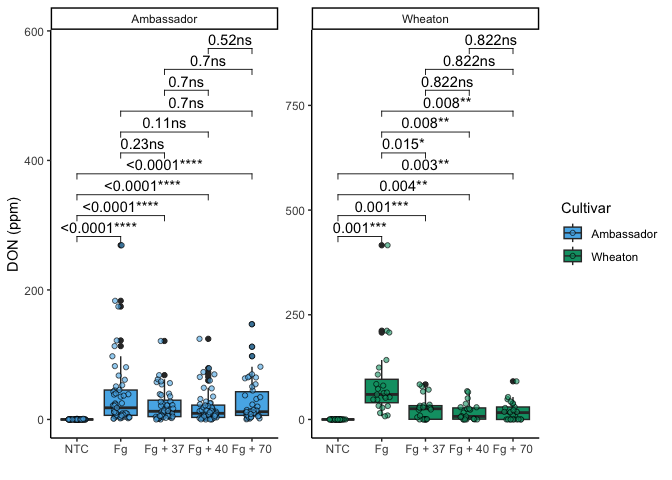 Ambassador
Wheaton
DON (ppm)
600
400
200
0
750
500
250
0
0.52ns
0.7ns
0.7ns
0.7ns
0.11ns
0.23ns
<0.0001****
<0.0001****
<0.0001****
<0.0001****
0.822ns
0.822ns
0.822ns
0.008**
0.008**
0.015*
0.003**
0.004**
0.001***
0.001***
NTC Fg Fg + 37 Fg + 40 Fg + 70
NTC Fg Fg + 37 Fg + 40 Fg + 70
Cultivar
Ambassador
Wheaton